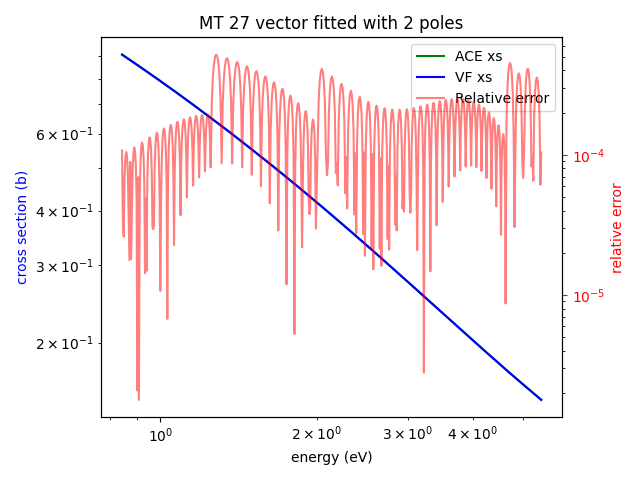 MT 27 vector fitted with 2 poles
ACE xs
VF xs
Relative error
6 × 10⁻¹
4 × 10⁻¹
3 × 10⁻¹
2 × 10⁻¹
cross section (b)
10⁻⁴
10⁻⁵
relative error
10⁰
2 × 10⁰
3 × 10⁰
4 × 10⁰
energy (eV)